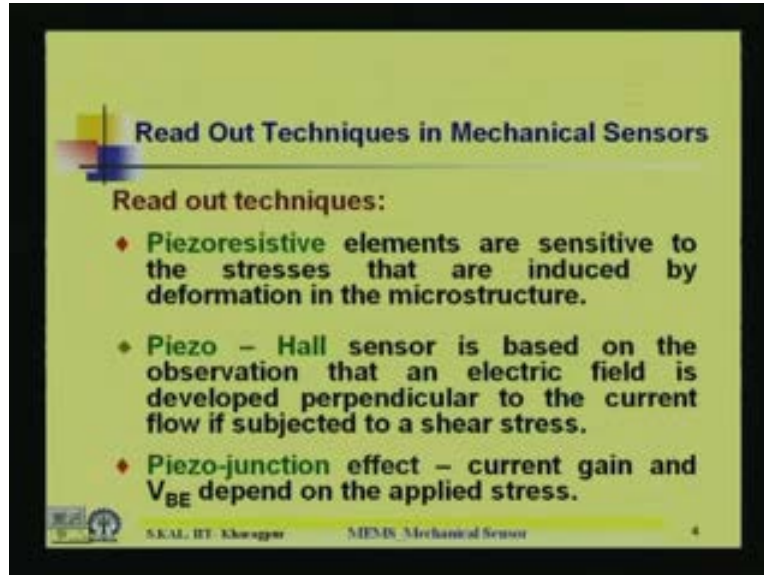 Read Out Techniques in Mechanical Sensors
Read out techniques:
♦ Piezoresistive elements are sensitive to
the stresses that are induced by
deformation in the microstructure.
♦ Piezo – Hall sensor is based on the
observation that an electric field is
developed perpendicular to the current
flow if subjected to a shear stress.
♦ Piezo-junction effect – current gain and
V_BE depend on the applied stress.
S.KAL, IIT- Kharagpur MEMS_Mechanical Sensor 4